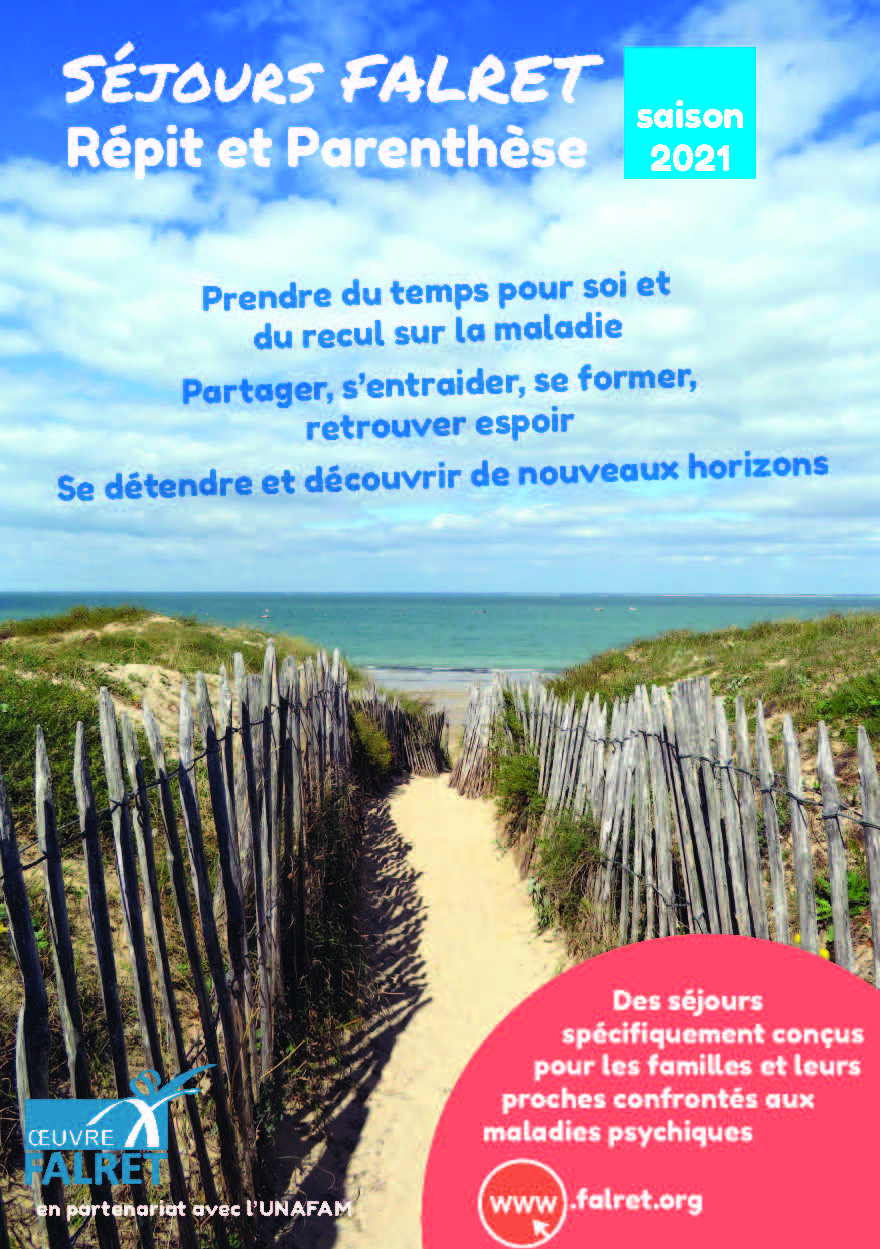 SÉJOURS FALRET
Répit et Parenthèse
saison
2021
Prendre du temps pour soi et
du recul sur la maladie
Partager, s'entraider, se former,
retrouver espoir
Se détendre et découvrir de nouveaux horizons
Des séjours
spécifiquement conçus
pour les familles et leurs
proches confrontés aux
maladies psychiques
www.falret.org
ŒUVRE
FALRET
en partenariat avec l'UNAFAM